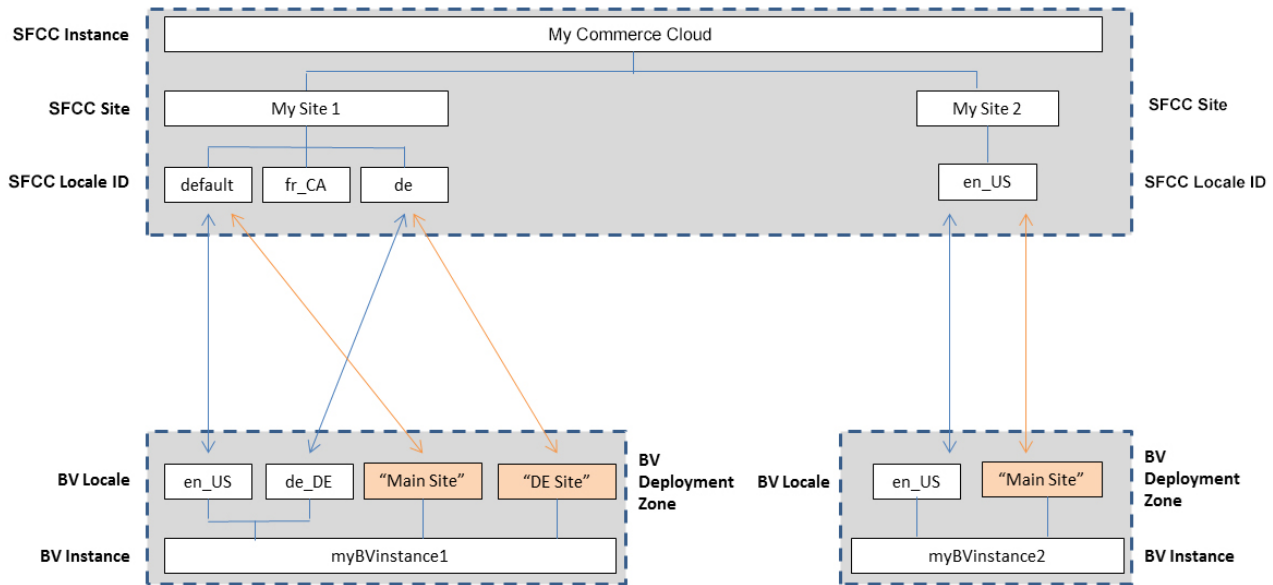 SFCC Instance
My Commerce Cloud
SFCC Site
My Site 1
My Site 2
SFCC Site
SFCC Locale ID
default
fr_CA
de
en_US
SFCC Locale ID
BV Locale
en_US
de_DE
“Main Site”
“DE Site”
BV
Deployment
Zone
BV Locale
en_US
“Main Site”
BV
Deployment
Zone
BV Instance
myBVinstance1
myBVinstance2
BV Instance